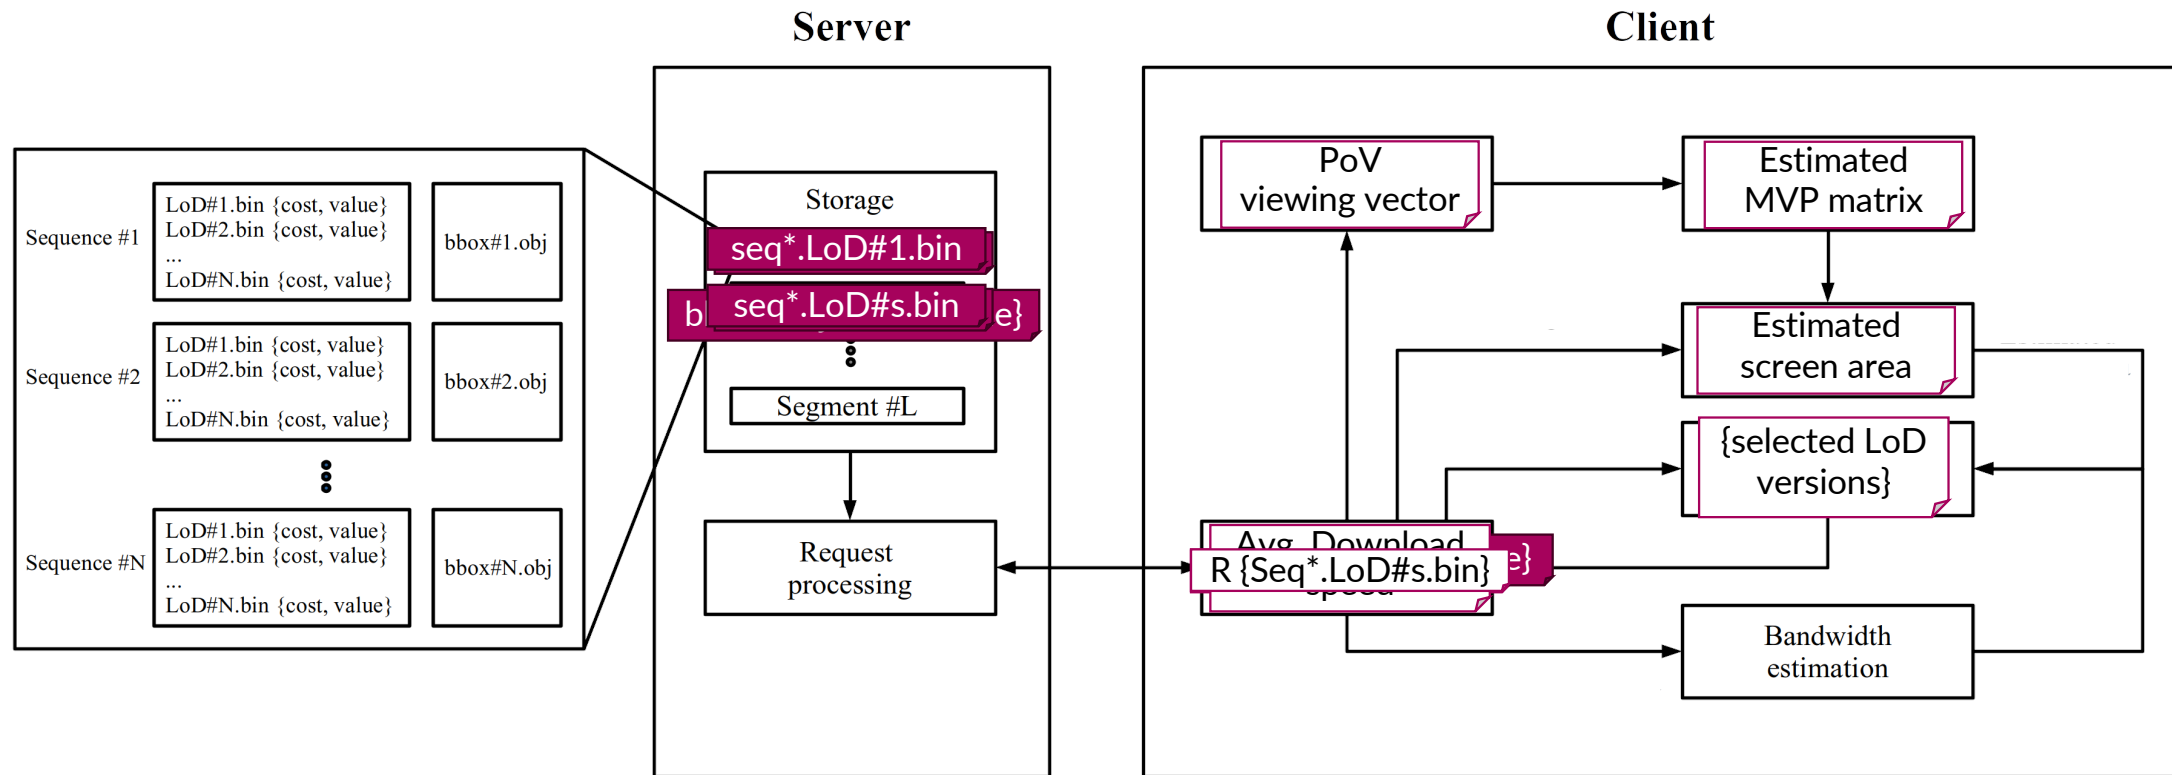 Server
Client
Sequence #1
LoD#1.bin {cost, value}
LoD#2.bin {cost, value}
...
LoD#N.bin {cost, value}
bbox#1.obj
Sequence #2
LoD#1.bin {cost, value}
LoD#2.bin {cost, value}
...
LoD#N.bin {cost, value}
bbox#2.obj
Sequence #N
LoD#1.bin {cost, value}
LoD#2.bin {cost, value}
...
LoD#N.bin {cost, value}
bbox#N.obj
Storage
seq*.LoD#1.bin
seq*.LoD#s.bin
Segment #L
Request
processing
PoV
viewing vector
Estimated
MVP matrix
Estimated
screen area
{selected LoD
versions}
Avg. Download
R {Seq*.LoD#s.bin}
speed
Bandwidth
estimation